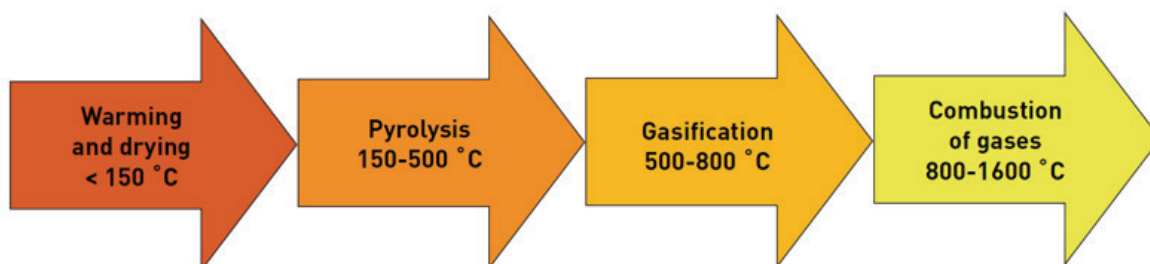 Warming
and drying
< 150 ˚C
Pyrolysis
150-500 ˚C
Gasification
500-800 ˚C
Combustion
of gases
800-1600 ˚C